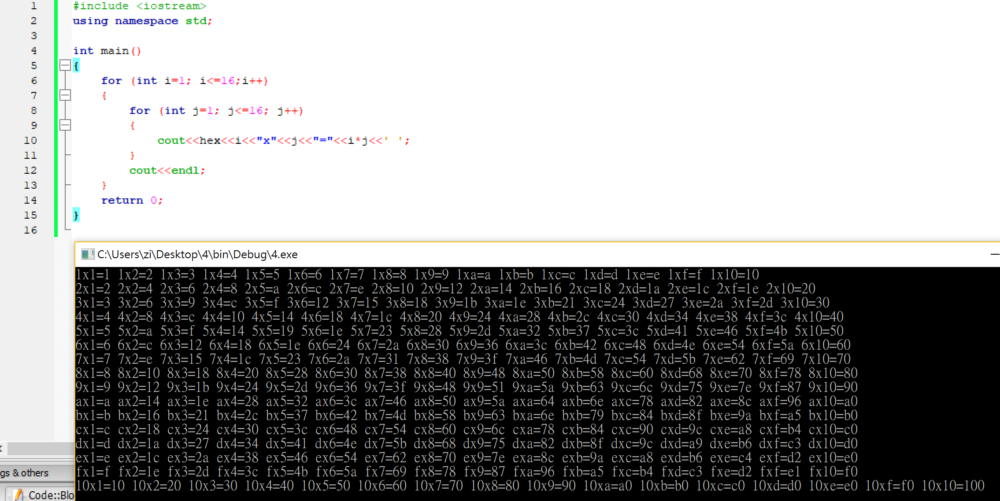 1 #include <iostream>
2 using namespace std;
3
4 int main()
5 {
6 for (int i=1; i<=16;i++)
7 {
8 for (int j=1; j<=16; j++)
9 {
10 cout<<hex<<i<<"x"<<j<<"="<<i*j<<' ';
11 }
12 cout<<endl;
13 }
14 return 0;
15 }
16
C:\Users\zi\Desktop\4\bin\Debug\4.exe
1x1=1 1x2=2 1x3=3 1x4=4 1x5=5 1x6=6 1x7=7 1x8=8 1x9=9 1xa=a 1xb=b 1xc=c 1xd=d 1xe=e 1xf=f 1x10=10
2x1=2 2x2=4 2x3=6 2x4=8 2x5=a 2x6=c 2x7=e 2x8=10 2x9=12 2xa=14 2xb=16 2xc=18 2xd=1a 2xe=1c 2xf=1e 2x10=20
3x1=3 3x2=6 3x3=9 3x4=c 3x5=f 3x6=12 3x7=15 3x8=18 3x9=1b 3xa=1e 3xb=21 3xc=24 3xd=27 3xe=2a 3xf=2d 3x10=30
4x1=4 4x2=8 4x3=c 4x4=10 4x5=14 4x6=18 4x7=1c 4x8=20 4x9=24 4xa=28 4xb=2c 4xc=30 4xd=34 4xe=38 4xf=3c 4x10=40
5x1=5 5x2=a 5x3=f 5x4=14 5x5=19 5x6=1e 5x7=23 5x8=28 5x9=2d 5xa=32 5xb=37 5xc=3c 5xd=41 5xe=46 5xf=4b 5x10=50
6x1=6 6x2=c 6x3=12 6x4=18 6x5=1e 6x6=24 6x7=2a 6x8=30 6x9=36 6xa=3c 6xb=42 6xc=48 6xd=4e 6xe=54 6xf=5a 6x10=60
7x1=7 7x2=e 7x3=15 7x4=1c 7x5=23 7x6=2a 7x7=31 7x8=38 7x9=3f 7xa=46 7xb=4d 7xc=54 7xd=5b 7xe=62 7xf=69 7x10=70
8x1=8 8x2=10 8x3=18 8x4=20 8x5=28 8x6=30 8x7=38 8x8=40 8x9=48 8xa=50 8xb=58 8xc=60 8xd=68 8xe=70 8xf=78 8x10=80
9x1=9 9x2=12 9x3=1b 9x4=24 9x5=2d 9x6=36 9x7=3f 9x8=48 9x9=51 9xa=5a 9xb=63 9xc=6c 9xd=75 9xe=7e 9xf=87 9x10=90
ax1=a ax2=14 ax3=1e ax4=28 ax5=32 ax6=3c ax7=46 ax8=50 ax9=5a axa=64 axb=6e axc=78 axd=82 axe=8c axf=96 ax10=a0
bx1=b bx2=16 bx3=21 bx4=2c bx5=37 bx6=42 bx7=4d bx8=58 bx9=63 bxa=6e bxb=79 bxc=84 bxd=8f bxe=9a bxf=a5 bx10=b0
cx1=c cx2=18 cx3=24 cx4=30 cx5=3c cx6=48 cx7=54 cx8=60 cx9=6c cxa=78 cxb=84 cxc=90 cxd=9c cxe=a8 cxf=b4 cx10=c0
dx1=d dx2=1a dx3=27 dx4=34 dx5=41 dx6=4e dx7=5b dx8=68 dx9=75 dxa=82 dxb=8f dxc=9c dxd=a9 dxe=b6 dxf=c3 dx10=d0
ex1=e ex2=1c ex3=2a ex4=38 ex5=46 ex6=54 ex7=62 ex8=70 ex9=7e exa=8c exb=9a exc=a8 exd=b6 exe=c4 exf=d2 ex10=e0
fx1=f fx2=1e fx3=2d fx4=3c fx5=4b fx6=5a fx7=69 fx8=78 fx9=87 fxa=96 fxb=a5 fxc=b4 fxd=c3 fxe=d2 fxf=e1 fx10=f0
10x1=10 10x2=20 10x3=30 10x4=40 10x5=50 10x6=60 10x7=70 10x8=80 10x9=90 10xa=a0 10xb=b0 10xc=c0 10xd=d0 10xe=e0 10xf=f0 10x10=100
gs & others
Code::Blo